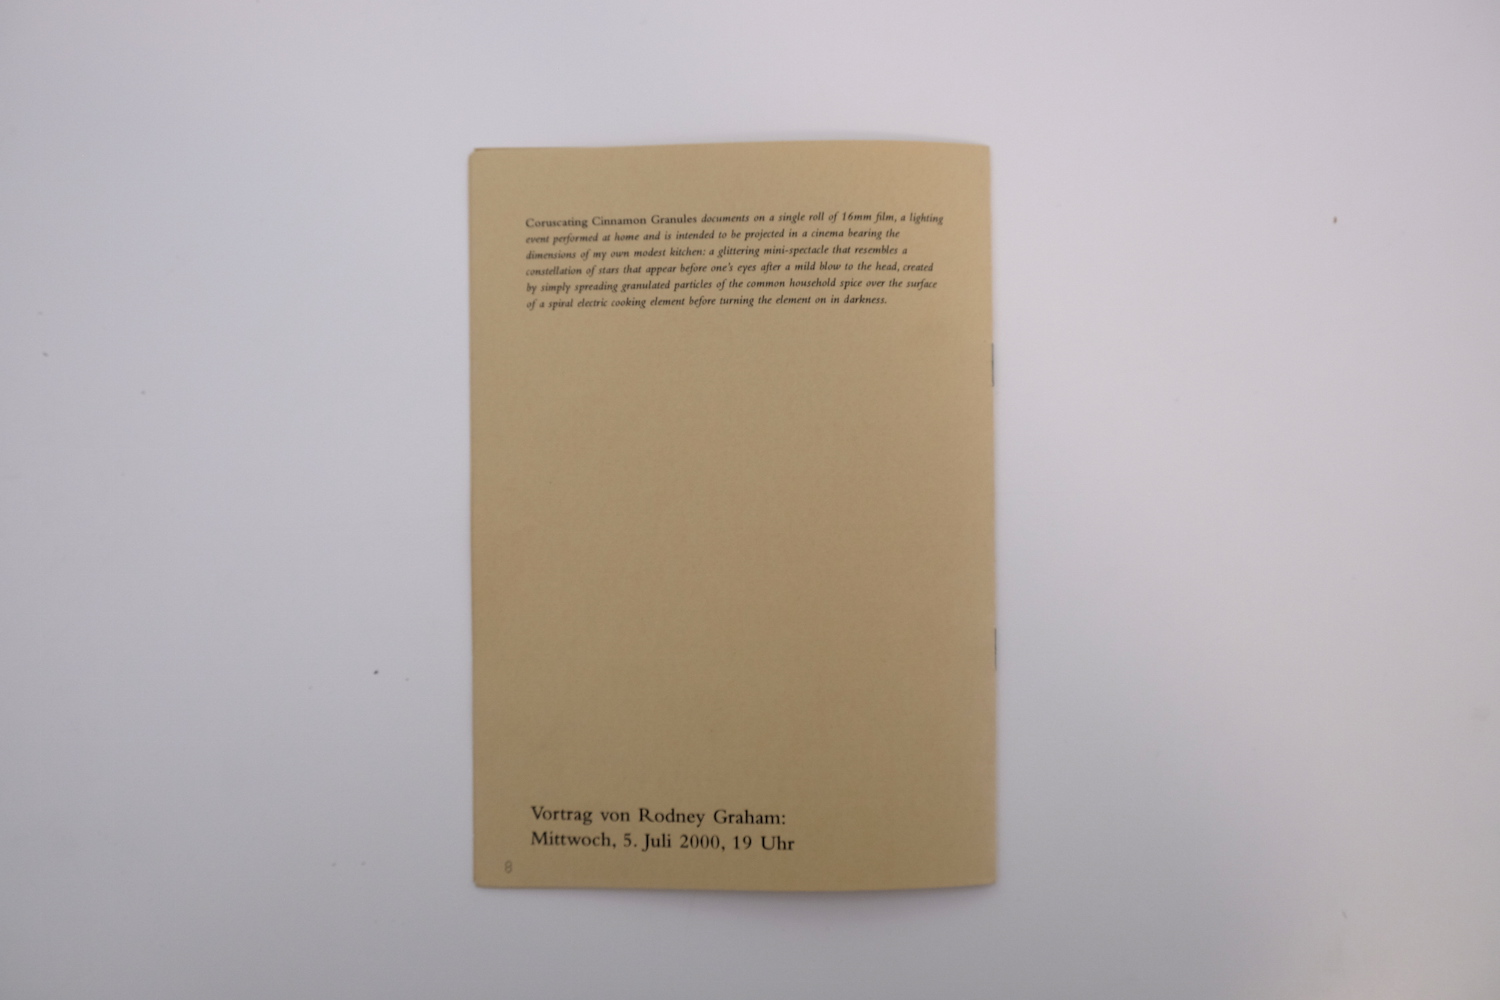 Coruscating Cinnamon Granules documents on a single roll of 16mm film, a lighting
event performed at home and is intended to be projected in a cinema bearing the
dimensions of my own modest kitchen: a glittering mini-spectacle that resembles a
constellation of stars that appear before one's eyes after a mild blow to the head, created
by simply spreading granulated particles of the common household spice over the surface
of a spiral electric cooking element before turning the element on in darkness.
Vortrag von Rodney Graham:
Mittwoch, 5. Juli 2000, 19 Uhr
8